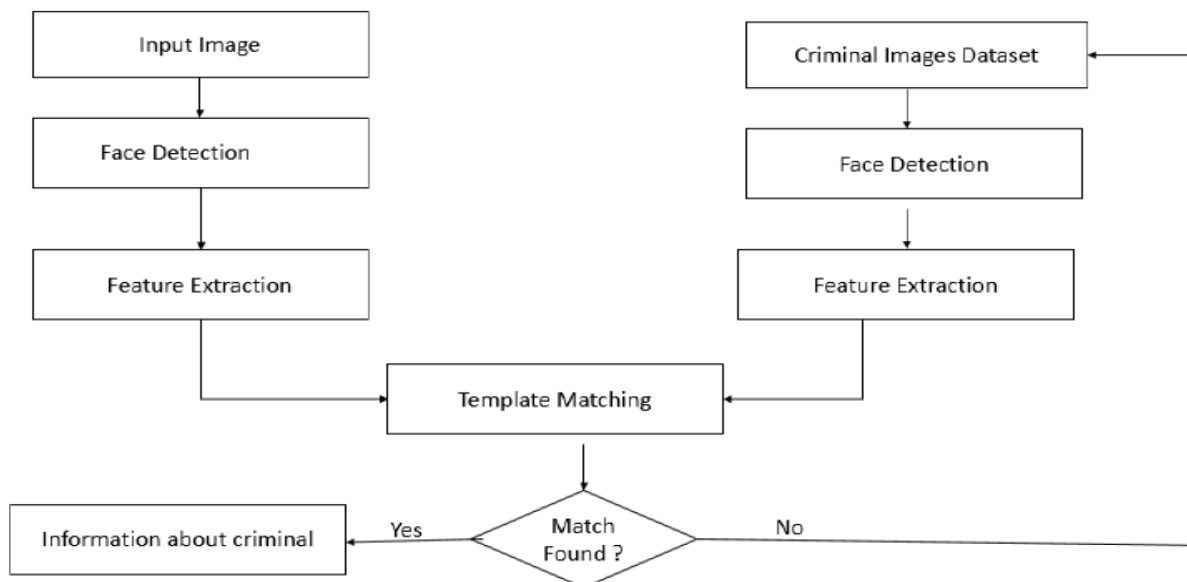 Input Image
Criminal Images Dataset
Face Detection
Face Detection
Feature Extraction
Feature Extraction
Template Matching
Information about criminal
Yes
Match
Found ?
No